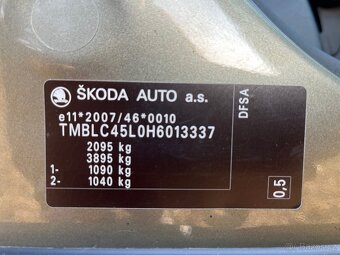 ŠKODA AUTO a.s.
e11*2007/46*0010
TMBLC45L0H6013337
2095 kg
3895 kg
1- 1090 kg
2- 1040 kg
DFSA
0,5